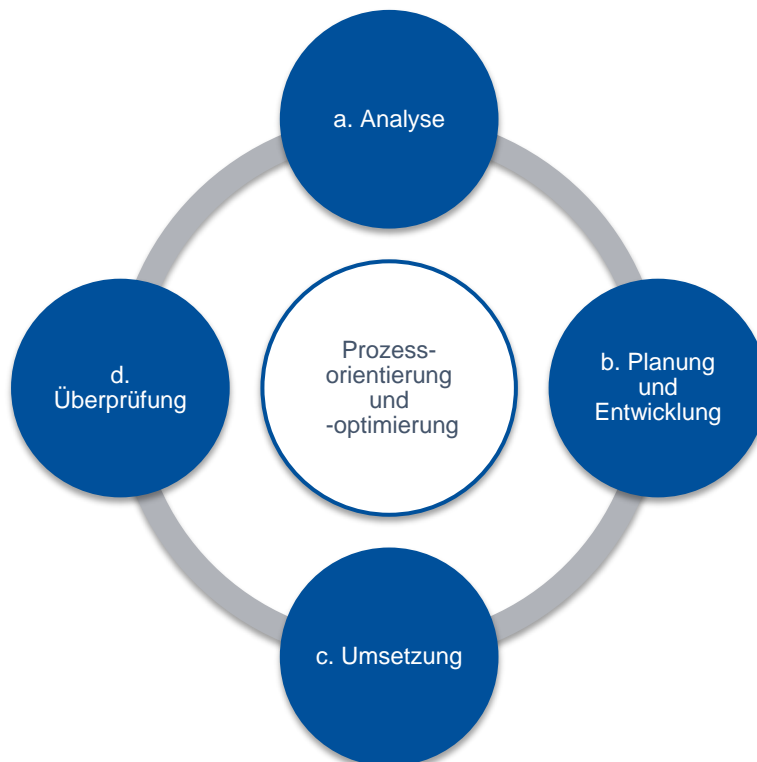 a. Analyse
Prozess-
orientierung
und
-optimierung
b. Planung
und
Entwicklung
c. Umsetzung
d.
Überprüfung